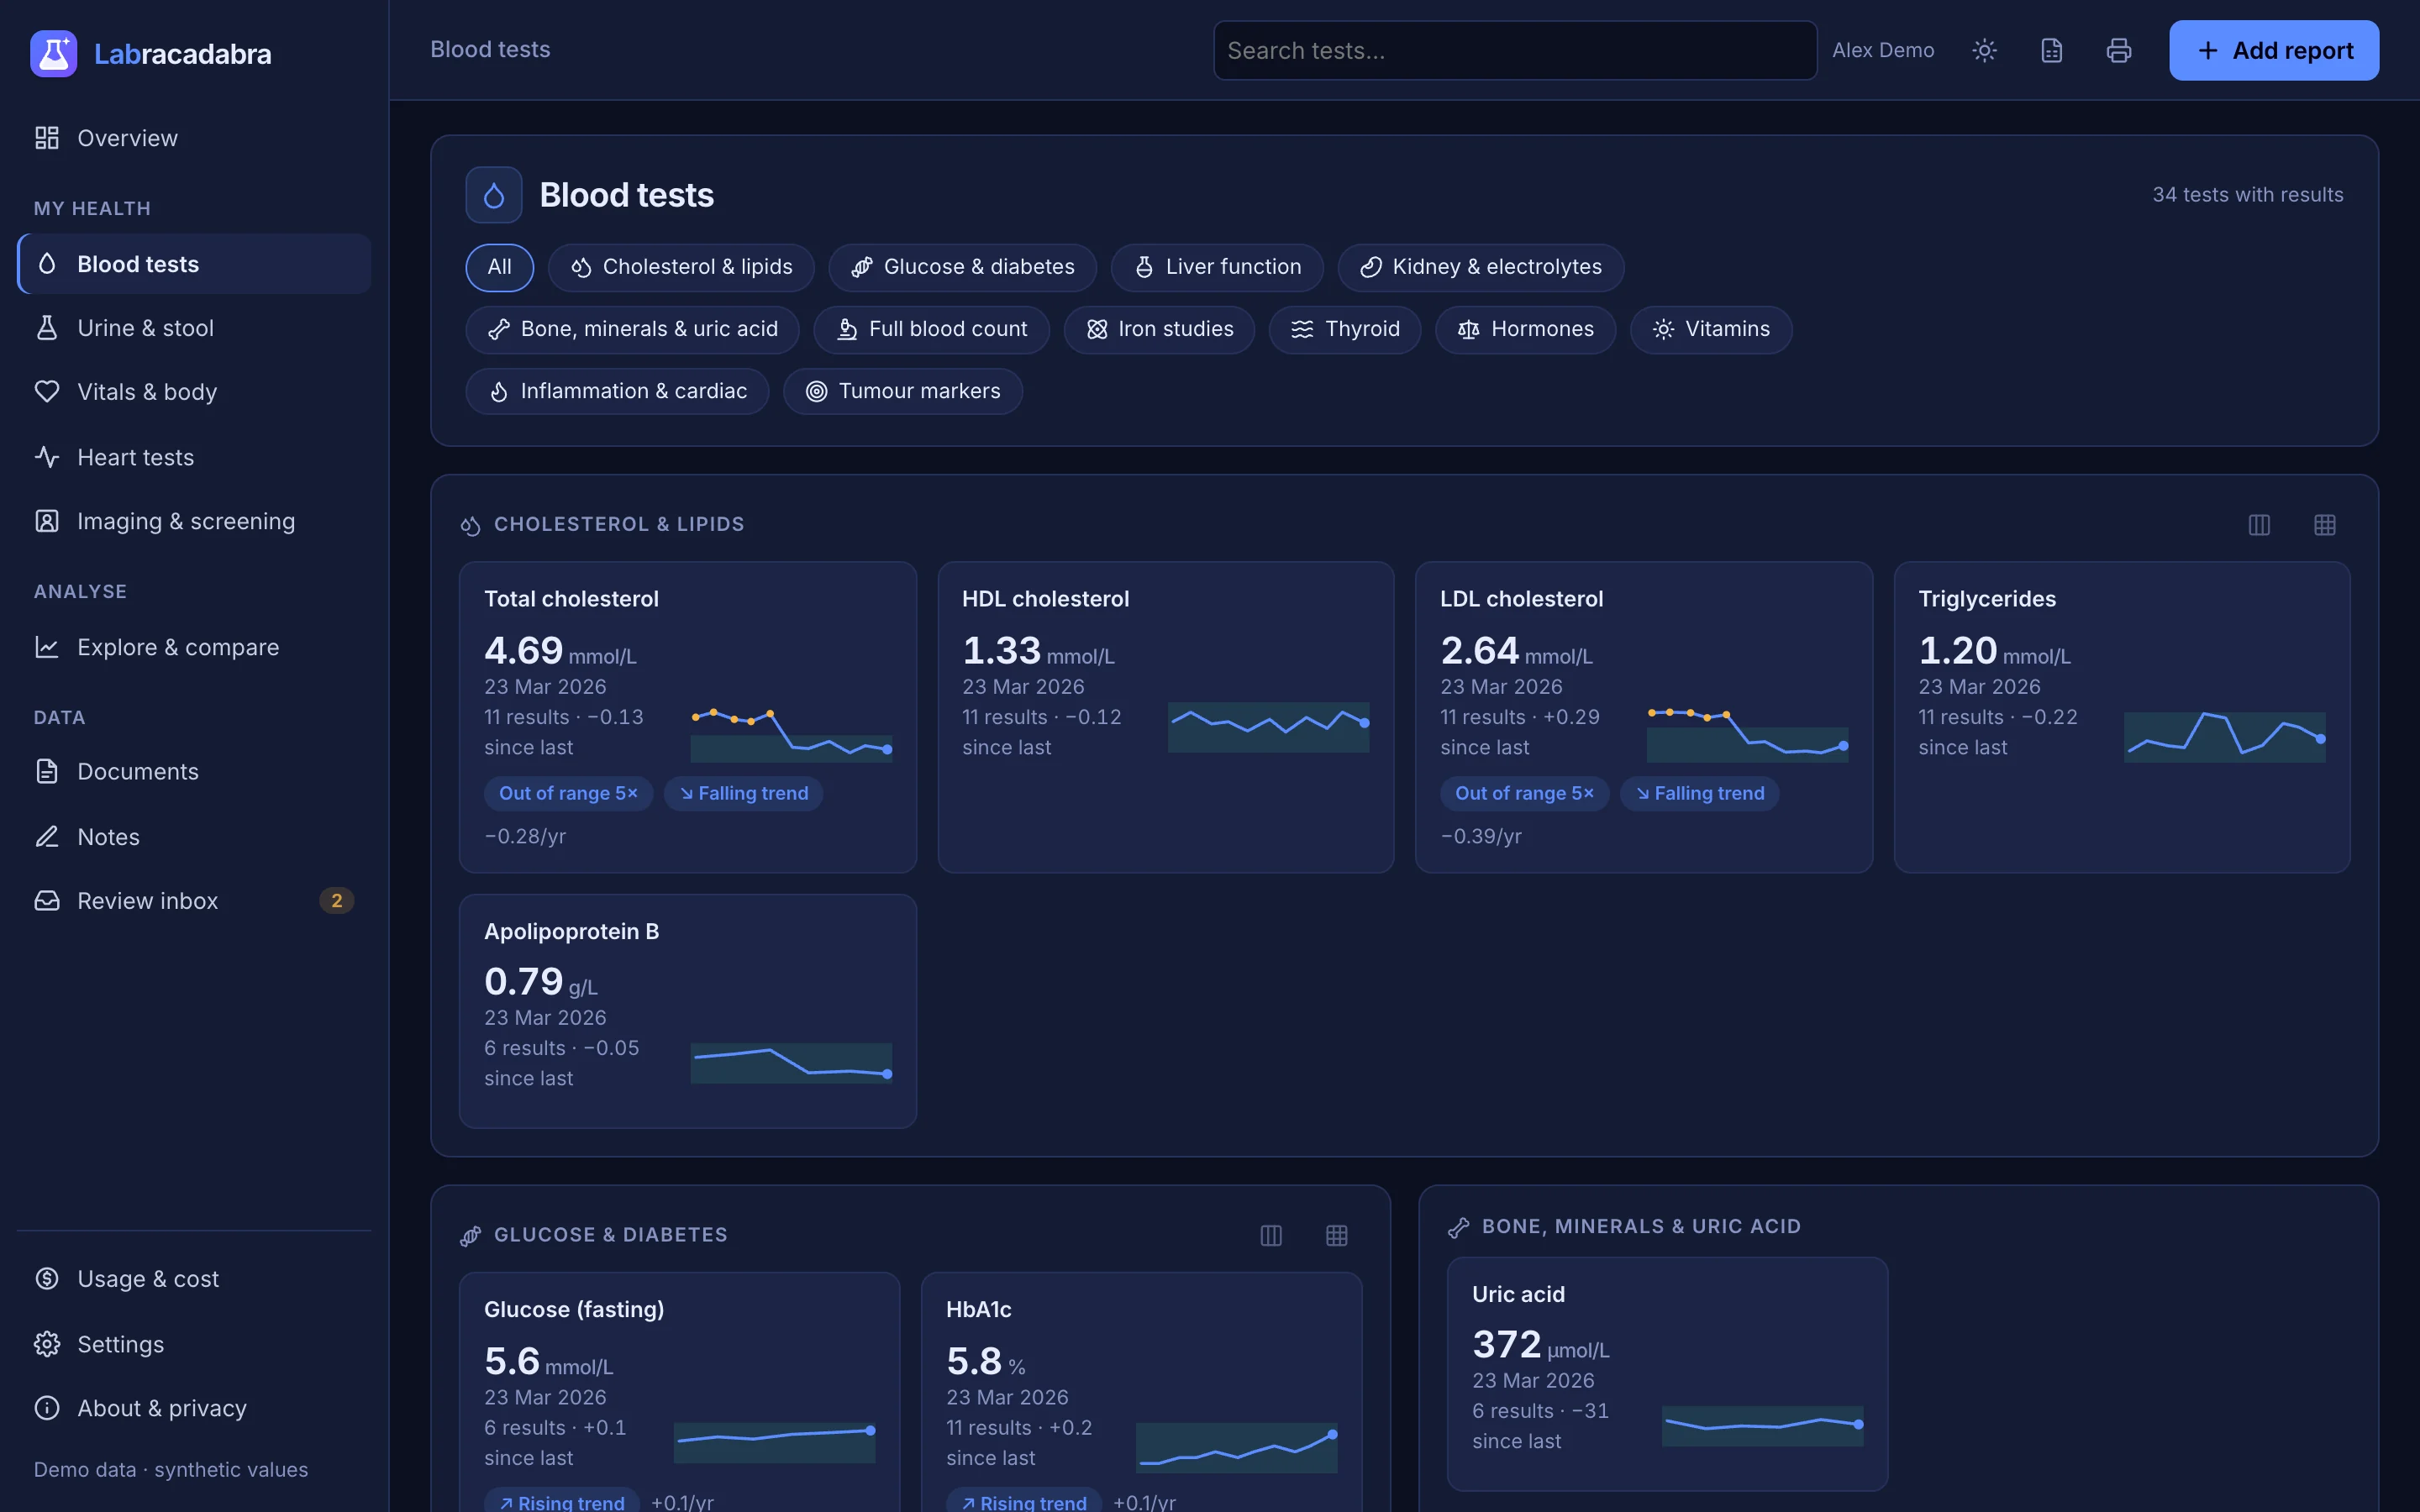 Labracadabra
Overview
MY HEALTH
Blood tests
Urine & stool
Vitals & body
Heart tests
Imaging & screening
ANALYSE
Explore & compare
DATA
Documents
Notes
Review inbox 2
Usage & cost
Settings
About & privacy
Demo data · synthetic values
Blood tests
Search tests...
Alex Demo
+ Add report
Blood tests
34 tests with results
All Cholesterol & lipids Glucose & diabetes Liver function Kidney & electrolytes
Bone, minerals & uric acid Full blood count Iron studies Thyroid Hormones Vitamins
Inflammation & cardiac Tumour markers
CHOLESTEROL & LIPIDS
Total cholesterol
4.69 mmol/L
23 Mar 2026
11 results · −0.13
since last
Out of range 5× ↘ Falling trend
−0.28/yr
HDL cholesterol
1.33 mmol/L
23 Mar 2026
11 results · −0.12
since last
LDL cholesterol
2.64 mmol/L
23 Mar 2026
11 results · +0.29
since last
Out of range 5× ↘ Falling trend
−0.39/yr
Triglycerides
1.20 mmol/L
23 Mar 2026
11 results · −0.22
since last
Apolipoprotein B
0.79 g/L
23 Mar 2026
6 results · −0.05
since last
GLUCOSE & DIABETES
Glucose (fasting)
5.6 mmol/L
23 Mar 2026
6 results · +0.1
since last
↗ Rising trend +0.1/yr
HbA1c
5.8 %
23 Mar 2026
11 results · +0.2
since last
↗ Rising trend +0.1/yr
BONE, MINERALS & URIC ACID
Uric acid
372 µmol/L
23 Mar 2026
6 results · −31
since last